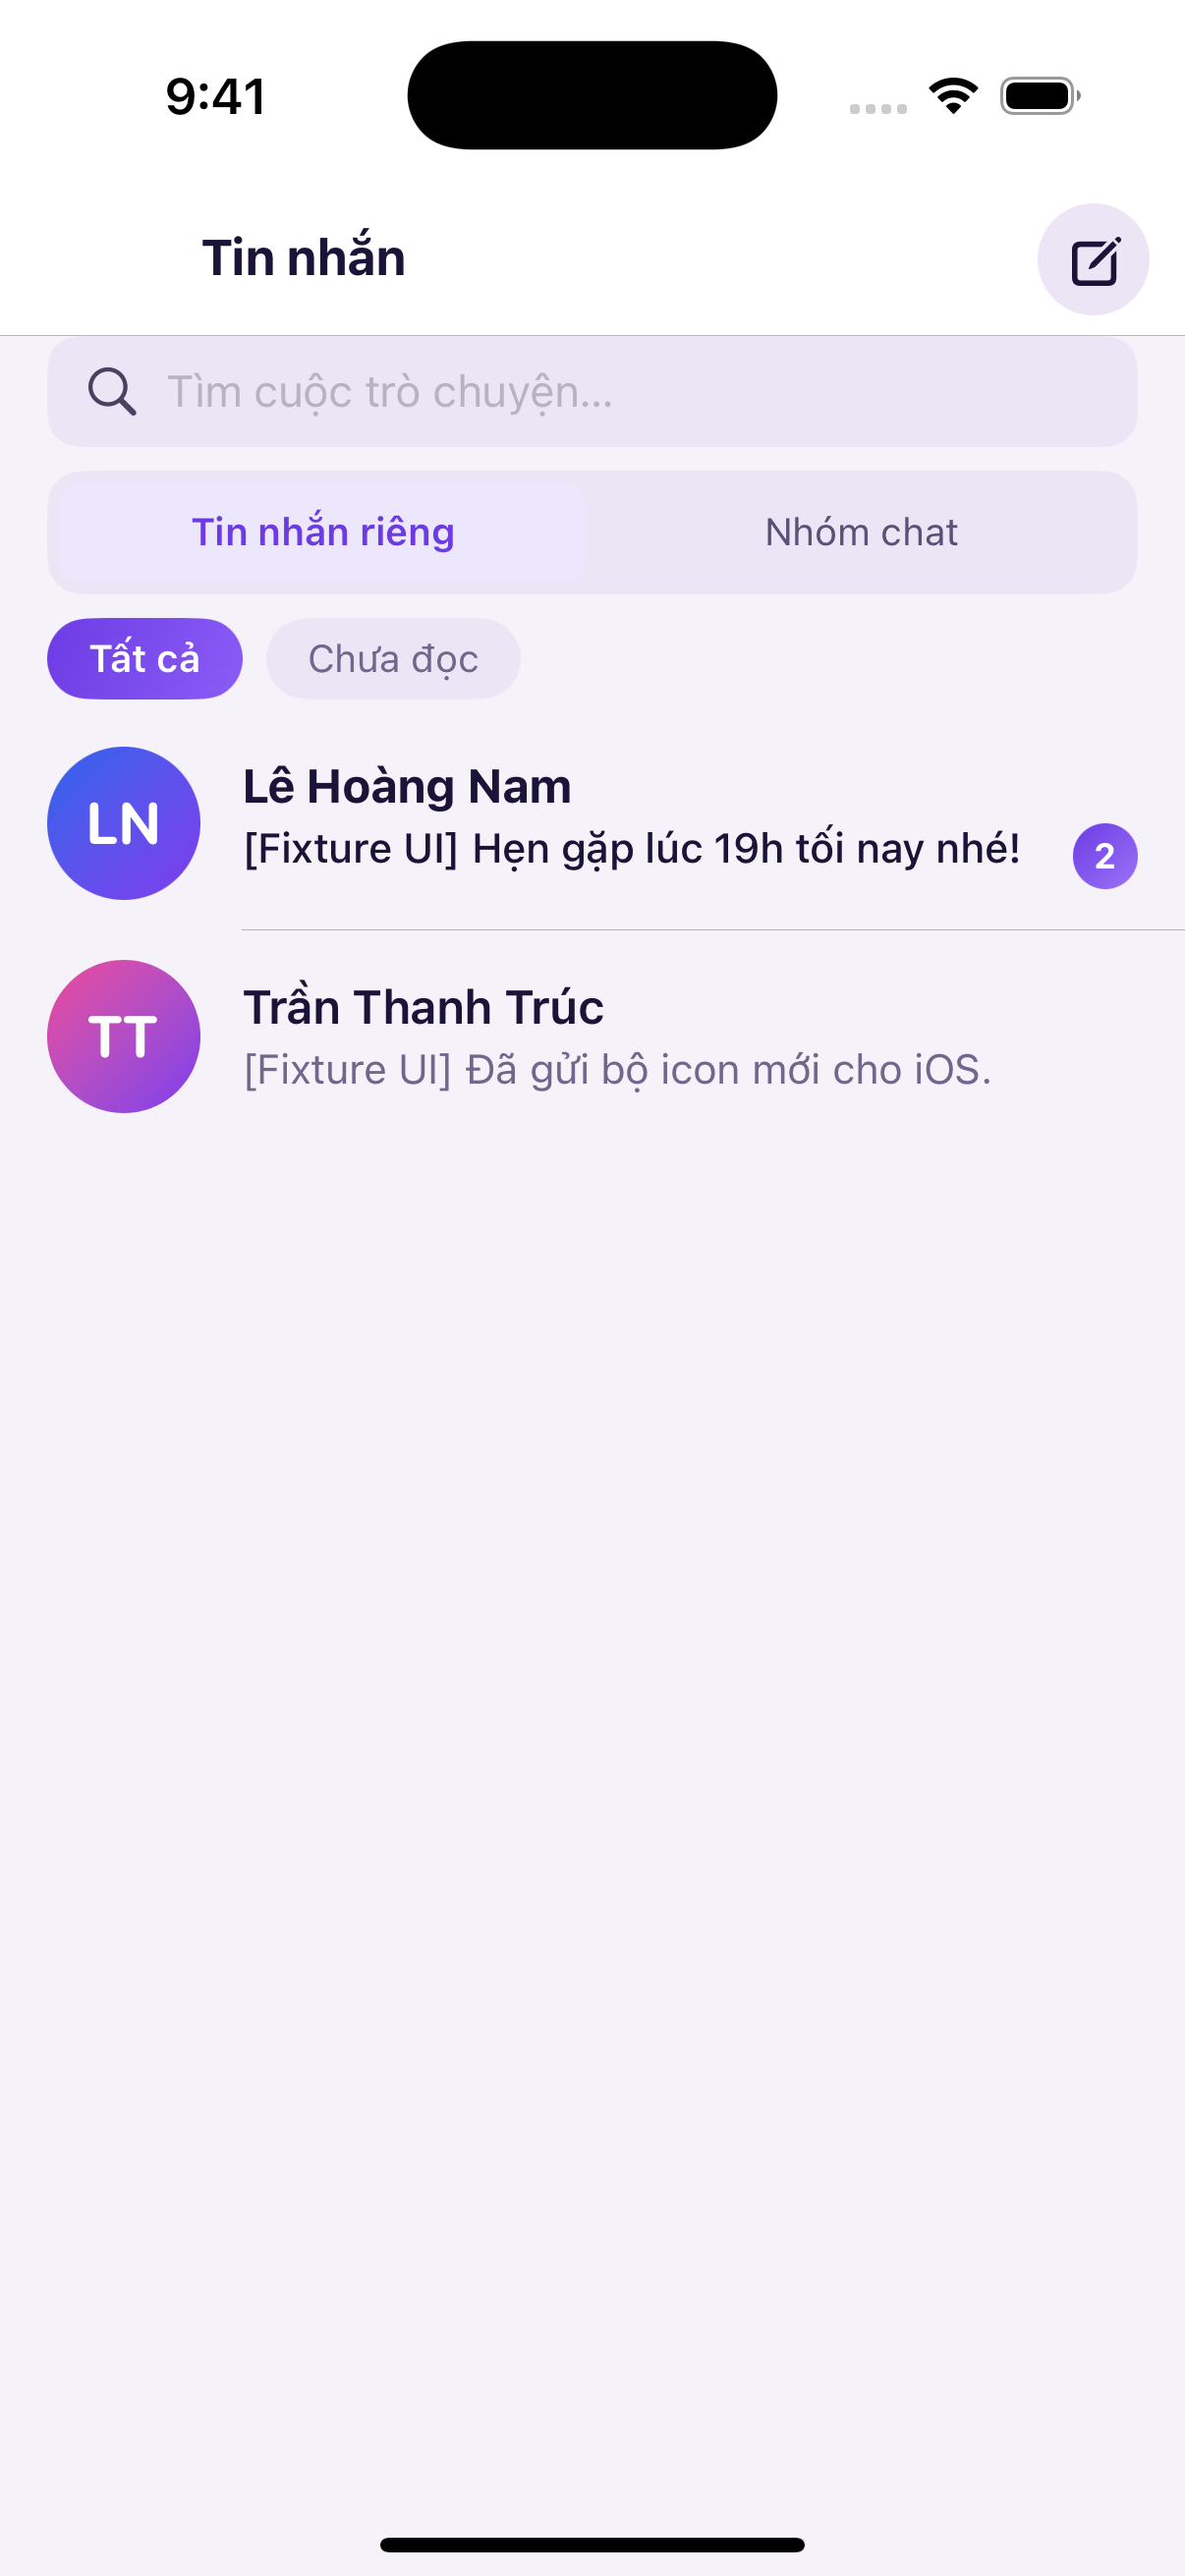 9:41
Tin nhắn
Tìm cuộc trò chuyện...
Tin nhắn riêng
Nhóm chat
Tất cả
Chưa đọc
LN
Lê Hoàng Nam
[Fixture UI] Hẹn gặp lúc 19h tối nay nhé!
2
TT
Trần Thanh Trúc
[Fixture UI] Đã gửi bộ icon mới cho iOS.